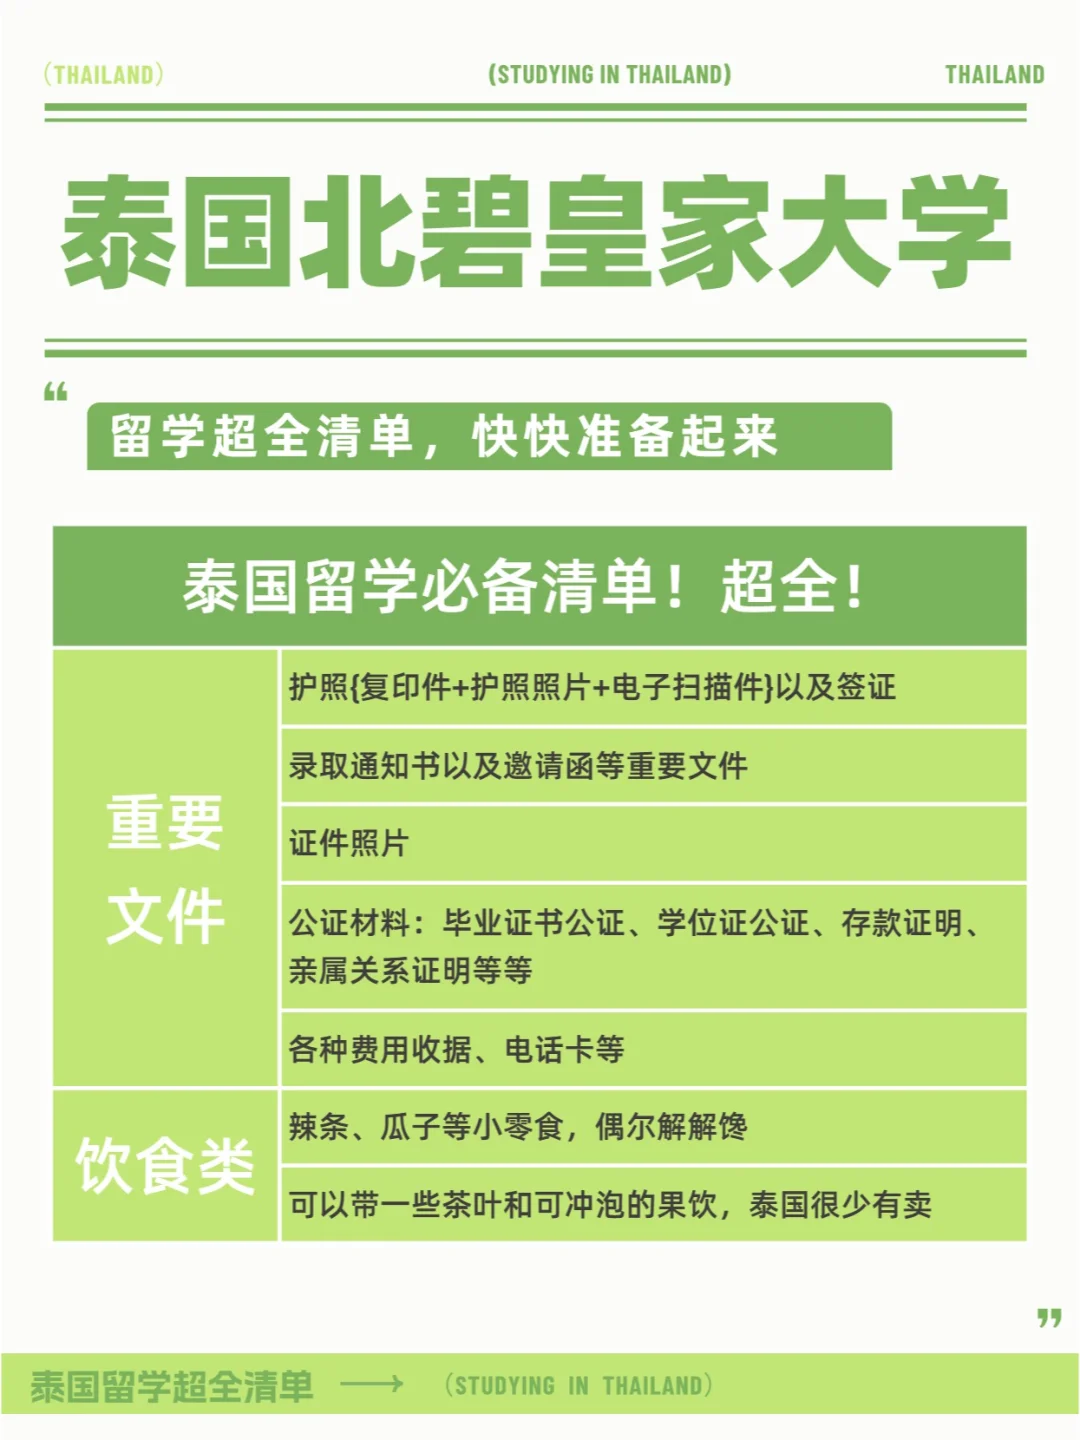 （THAILAND）
(STUDYING IN THAILAND)
THAILAND
泰国北碧皇家大学
“
留学超全清单，快快准备起来
泰国留学必备清单！超全！
重要
文件
护照{复印件+护照照片+电子扫描件}以及签证
录取通知书以及邀请函等重要文件
证件照片
公证材料：毕业证书公证、学位证公证、存款证明、
亲属关系证明等等
各种费用收据、电话卡等
饮食类
辣条、瓜子等小零食，偶尔解解馋
可以带一些茶叶和可冲泡的果饮，泰国很少有卖
”
泰国留学超全清单 → （STUDYING IN THAILAND）